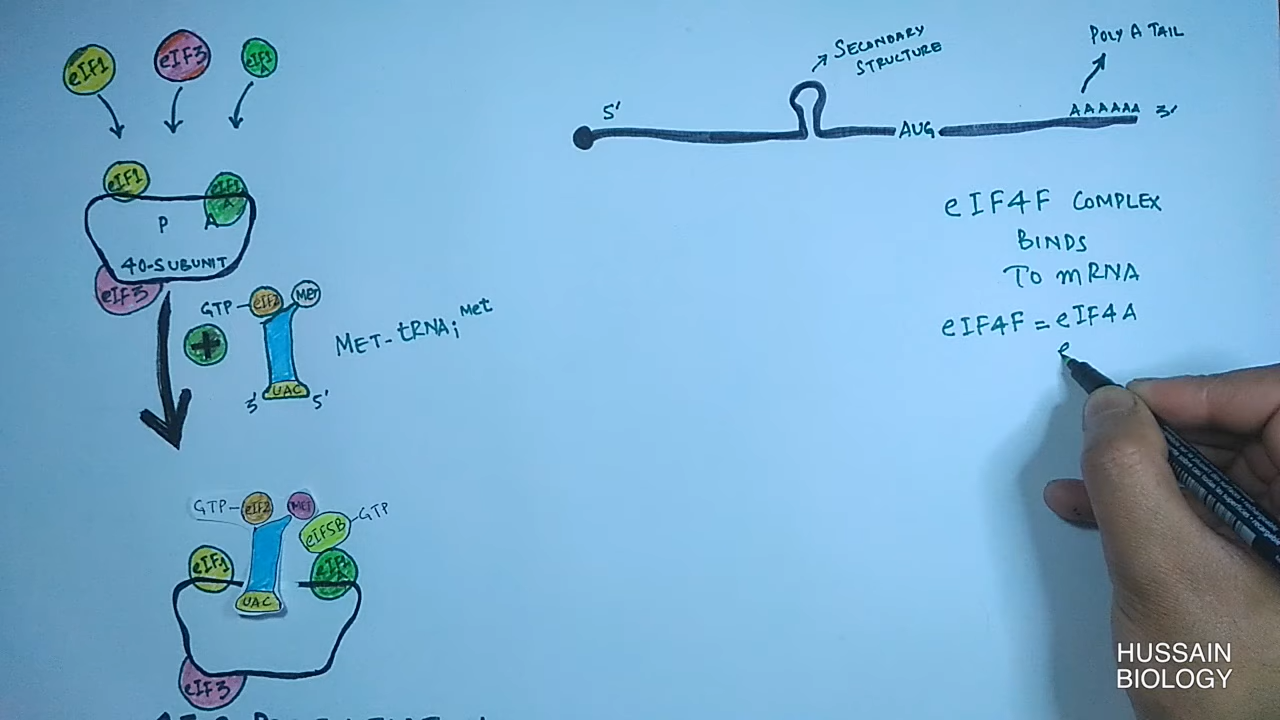 eIF1
eIF3
eIF1
A
eIF1
eIF1
A
P A
40-SUBUNIT
eIF3
GTP-eIF2 MET
+
UAC
3' 5'
MET-tRNAi Met
GTP-eIF2 MET
eIF5B-GTP
eIF1
UAC
eIF3
SECONDARY
STRUCTURE
POLY A TAIL
5'
AUG
AAAAAA 3'
eIF4F COMPLEX
BINDS
TO mRNA
eIF4F = eIF4A
e
HUSSAIN
BIOLOGY